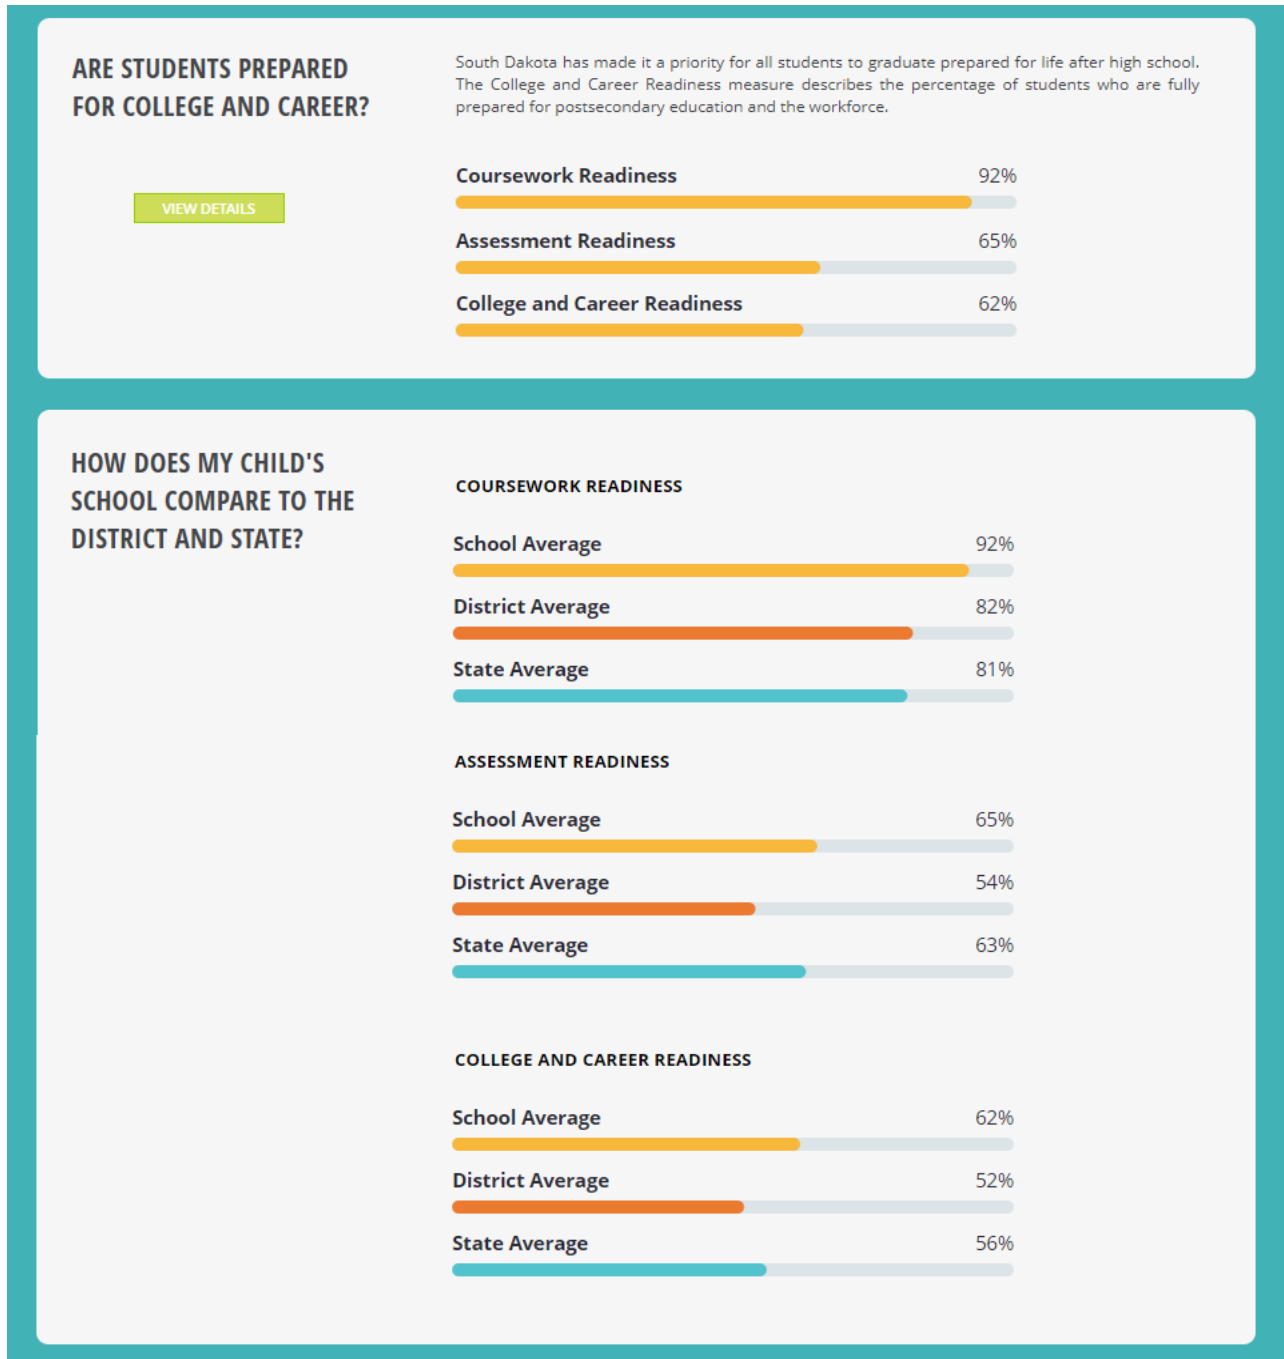 ARE STUDENTS PREPARED
FOR COLLEGE AND CAREER?
VIEW DETAILS
South Dakota has made it a priority for all students to graduate prepared for life after high school.
The College and Career Readiness measure describes the percentage of students who are fully
prepared for postsecondary education and the workforce.
Coursework Readiness 92%
Assessment Readiness 65%
College and Career Readiness 62%
HOW DOES MY CHILD'S
SCHOOL COMPARE TO THE
DISTRICT AND STATE?
COURSEWORK READINESS
School Average 92%
District Average 82%
State Average 81%
ASSESSMENT READINESS
School Average 65%
District Average 54%
State Average 63%
COLLEGE AND CAREER READINESS
School Average 62%
District Average 52%
State Average 56%